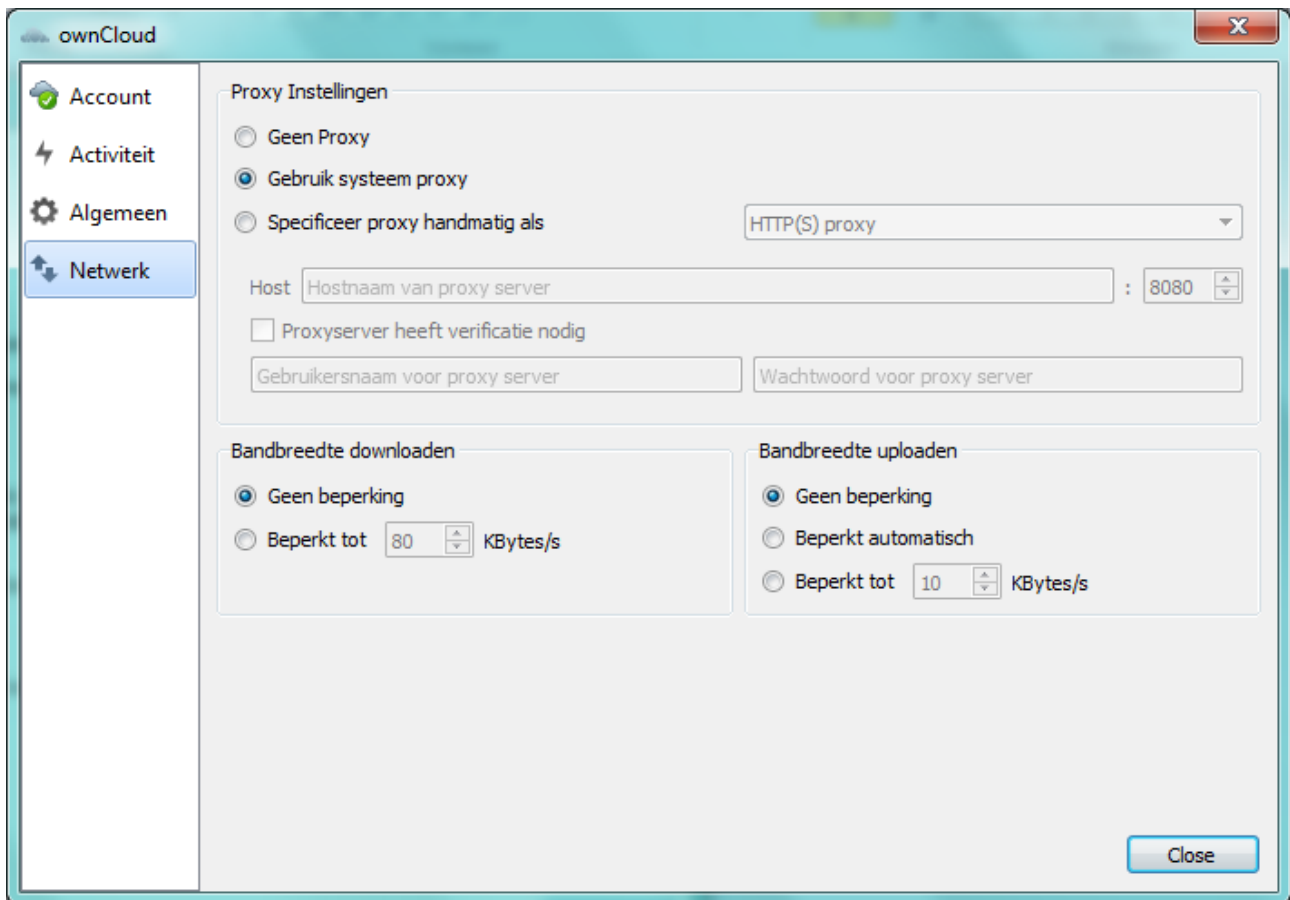 ownCloud
Account
Activiteit
Algemeen
Netwerk
Proxy Instellingen
Geen Proxy
Gebruik systeem proxy
Specificeer proxy handmatig als HTTP(S) proxy
Host Hostnaam van proxy server : 8080
Proxyserver heeft verificatie nodig
Gebruikersnaam voor proxy server Wachtwoord voor proxy server
Bandbreedte downloaden
Geen beperking
Beperkt tot 80 KBytes/s
Bandbreedte uploaden
Geen beperking
Beperkt automatisch
Beperkt tot 10 KBytes/s
Close